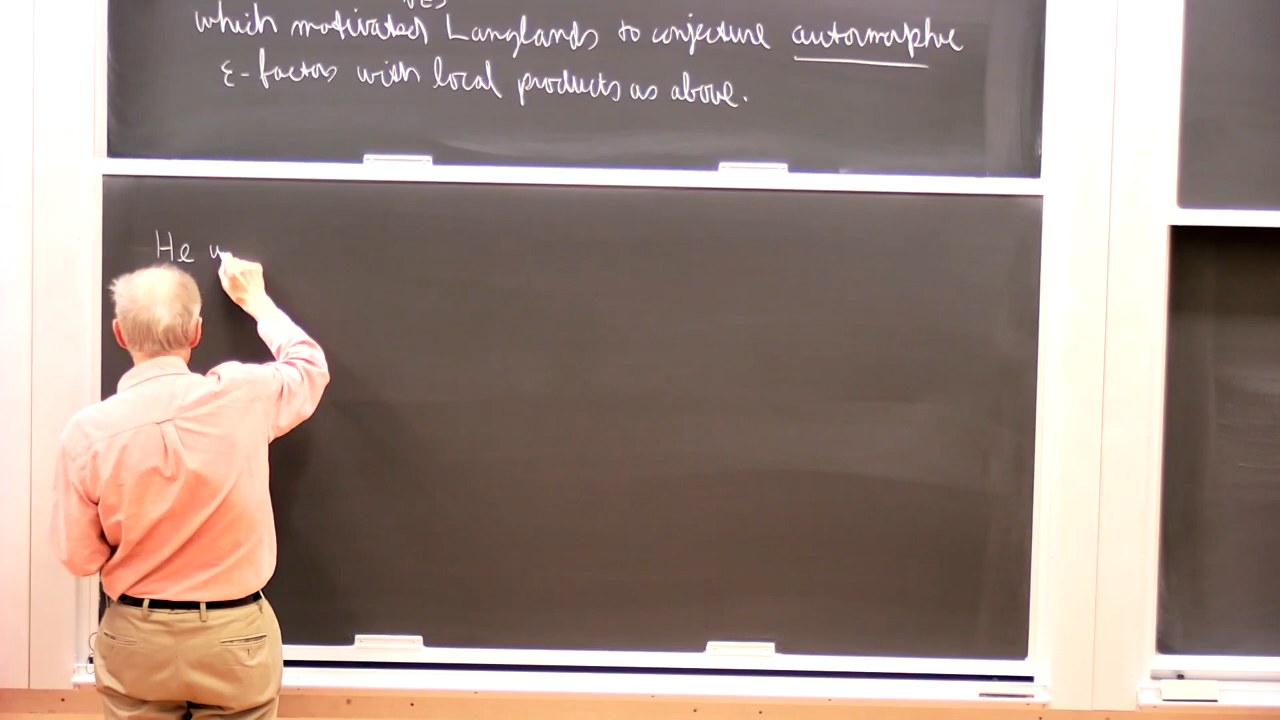 which motivated Langlands to conjecture automorphic
ε-factors with local products as above.
He